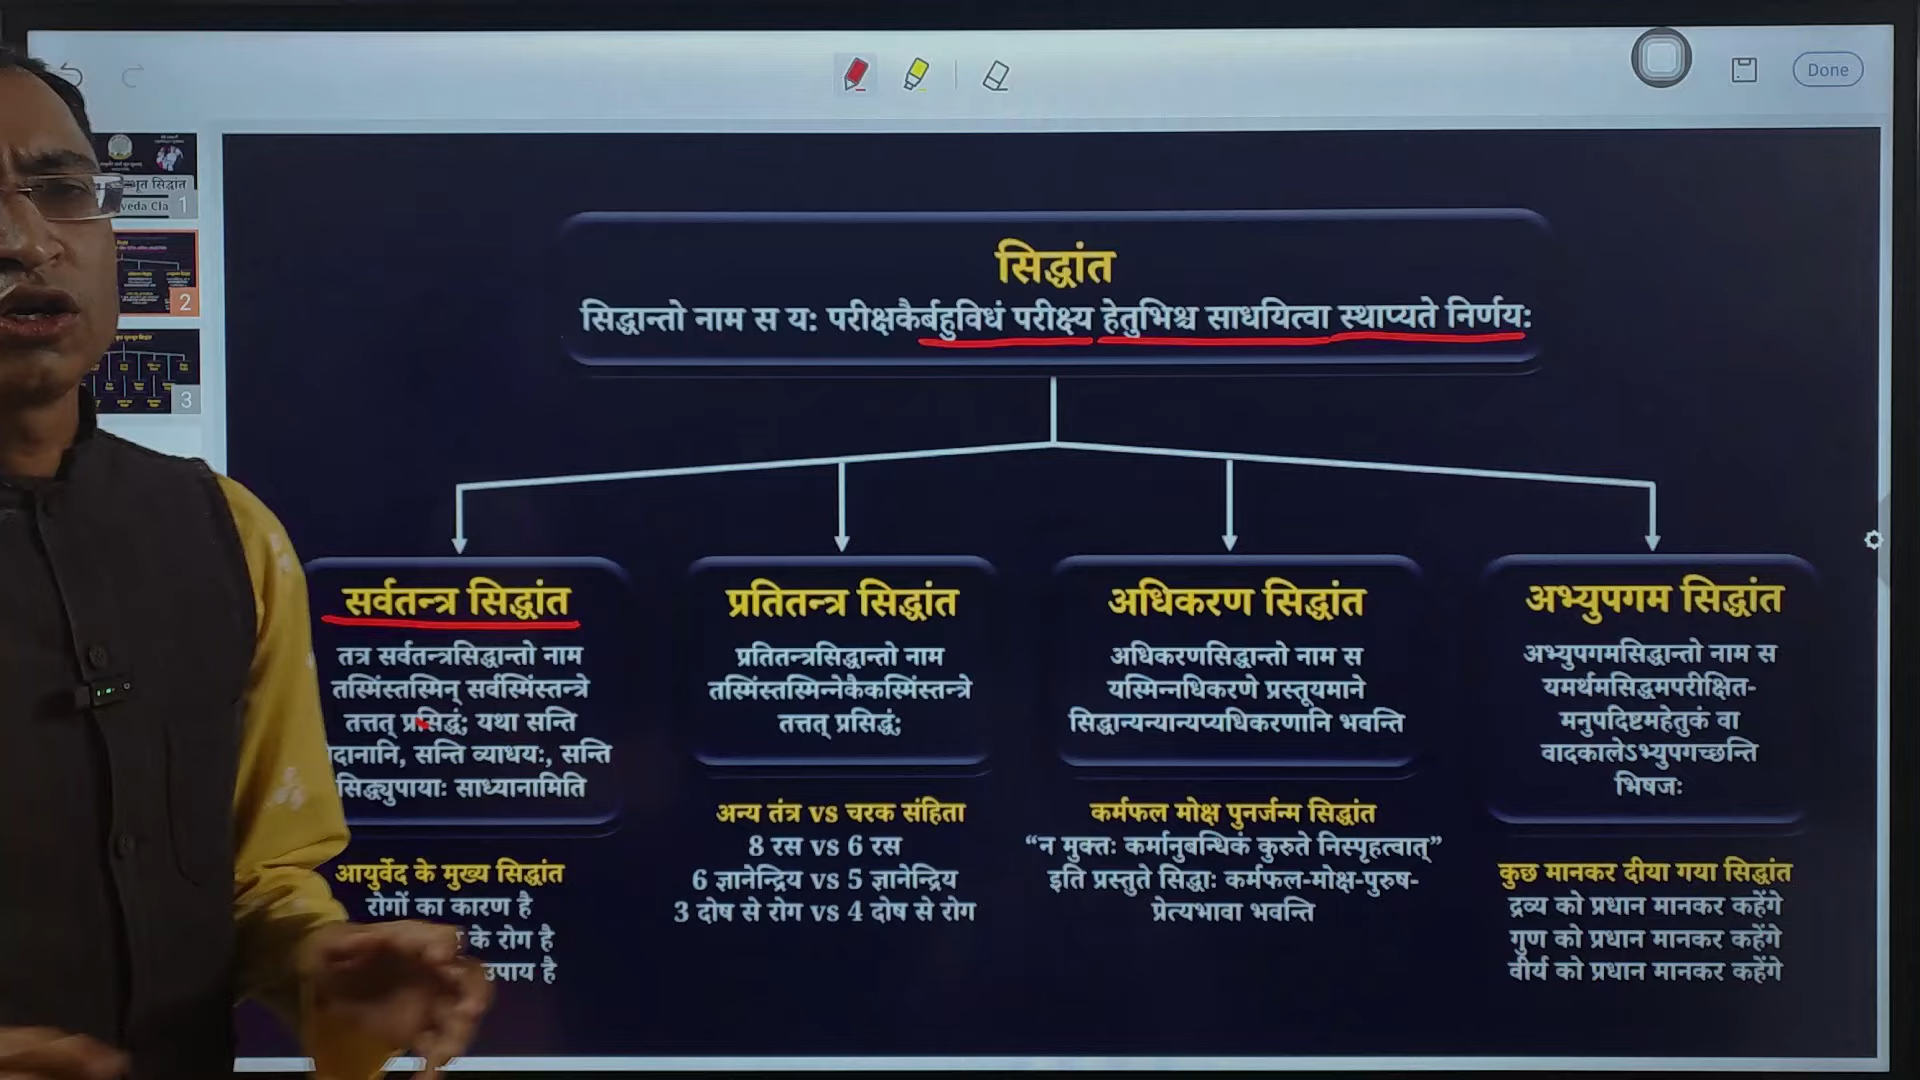 Done
भूत सिद्धांत
veda Cla
1
2
3
सिद्धांत
सिद्धान्तो नाम स य: परीक्षकैर्बहुविधं परीक्ष्य हेतुभिश्च साधयित्वा स्थाप्यते निर्णय:
सर्वतन्त्र सिद्धांत
तत्र सर्वतन्त्रसिद्धान्तो नाम
तस्मिंस्तस्मिन् सर्वस्मिंस्तन्त्रे
तत्तत् प्रसिद्धं; यथा सन्ति
दानानि, सन्ति व्याधयः, सन्ति
सिद्ध्युपायाः साध्यानामिति
आयुर्वेद के मुख्य सिद्धांत
रोगों का कारण है
के रोग है
उपाय है
प्रतितन्त्र सिद्धांत
प्रतितन्त्रसिद्धान्तो नाम
तस्मिंस्तस्मिन्नेकैकस्मिंस्तन्त्रे
तत्तत् प्रसिद्धं;
अन्य तंत्र vs चरक संहिता
8 रस vs 6 रस
6 ज्ञानेन्द्रिय vs 5 ज्ञानेन्द्रिय
3 दोष से रोग vs 4 दोष से रोग
अधिकरण सिद्धांत
अधिकरणसिद्धान्तो नाम स
यस्मिन्नधिकरणे प्रस्तूयमाने
सिद्धान्यन्यान्यप्यधिकरणानि भवन्ति
कर्मफल मोक्ष पुनर्जन्म सिद्धांत
“न मुक्तः कर्मानुबन्धिकं कुरुते निस्पृहत्वात्”
इति प्रस्तुते सिद्धाः कर्मफल-मोक्ष-पुरुष-
प्रेत्यभावा भवन्ति
अभ्युपगम सिद्धांत
अभ्युपगमसिद्धान्तो नाम स
यमर्थमसिद्धमपरीक्षित-
मनुपदिष्टमहेतुकं वा
वादकालेऽभ्युपगच्छन्ति
भिषजः
कुछ मानकर दीया गया सिद्धांत
द्रव्य को प्रधान मानकर कहेंगे
गुण को प्रधान मानकर कहेंगे
वीर्य को प्रधान मानकर कहेंगे